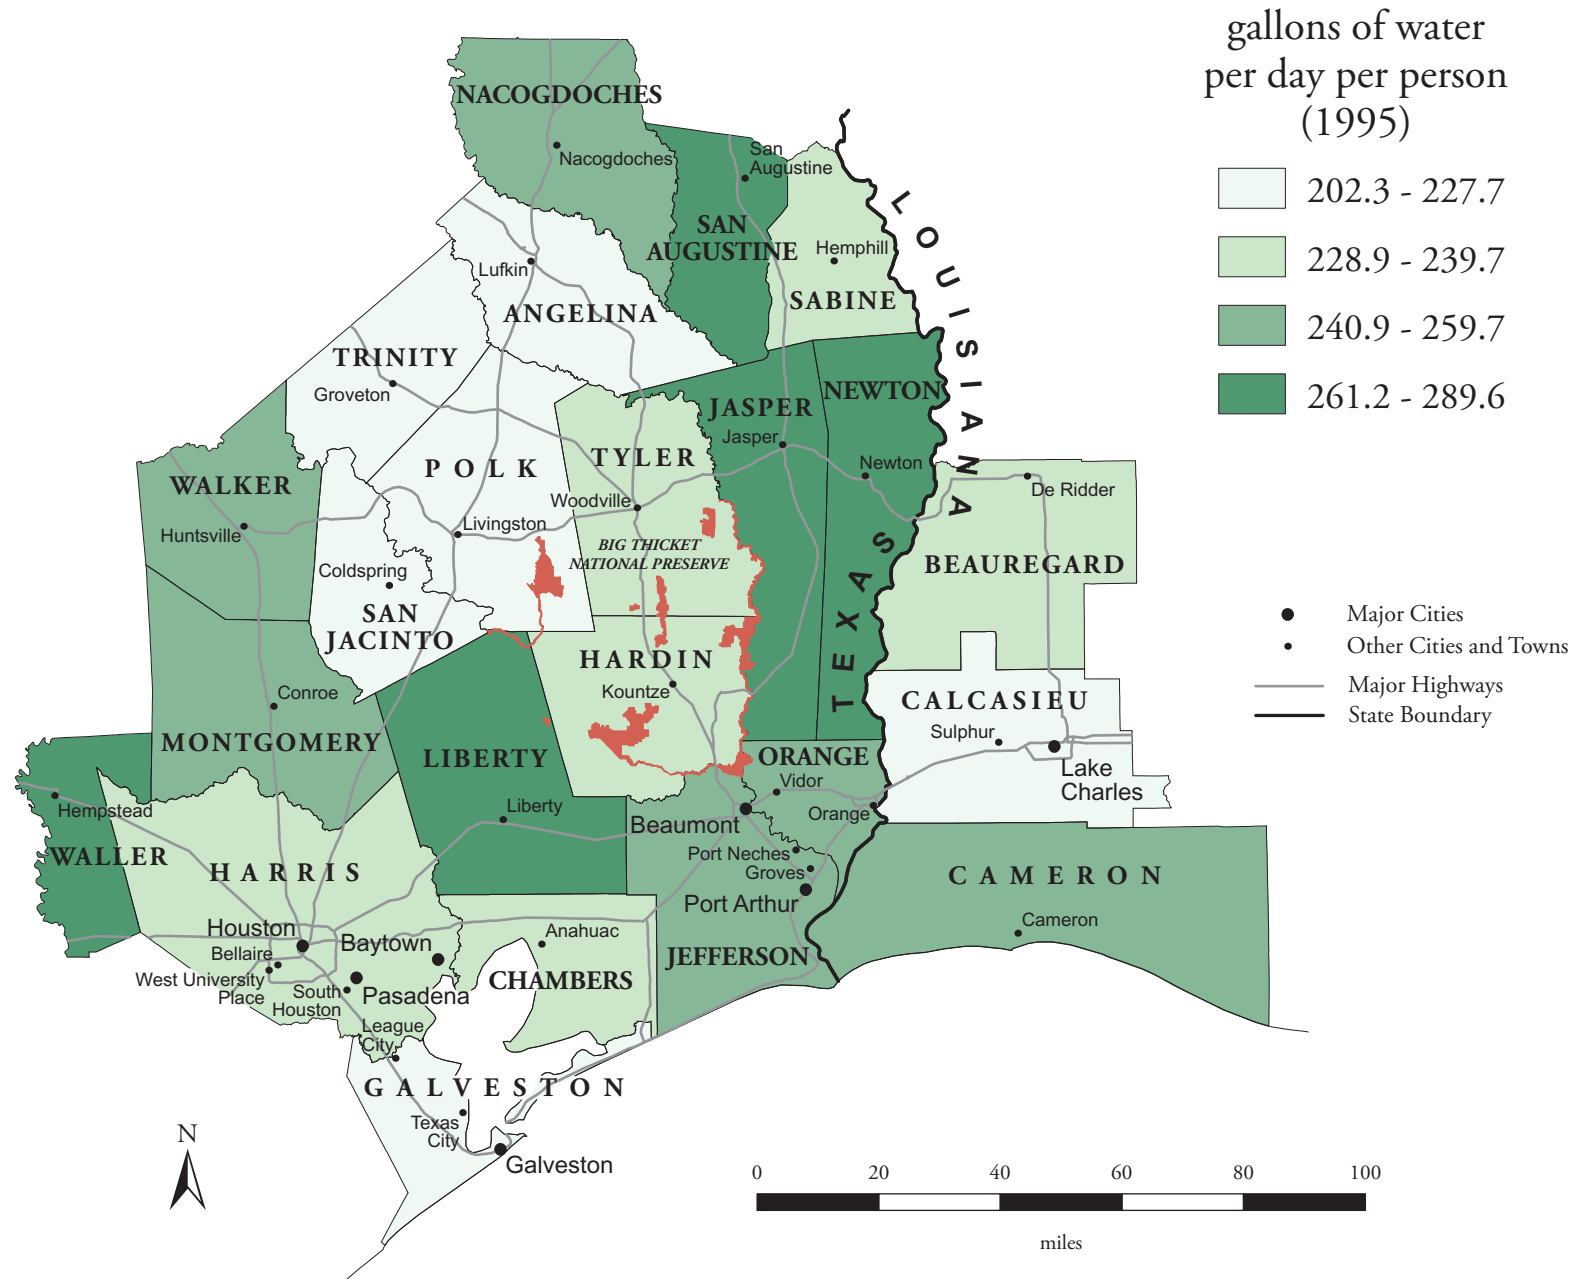 gallons of water
per day per person
(1995)
202.3 - 227.7
228.9 - 239.7
240.9 - 259.7
261.2 - 289.6
Major Cities
Other Cities and Towns
Major Highways
State Boundary
NACOGDOCHES
Nacogdoches
San
Augustine
SAN
AUGUSTINE
Hemphill
SABINE
LOUISIANA
Lufkin
ANGELINA
TRINITY
Groveton
JASPER
Jasper
NEWTON
Newton
TEXAS
WALKER
Huntsville
POLK
Livingston
TYLER
Woodville
BIG THICKET
NATIONAL PRESERVE
De Ridder
BEAUREGARD
Coldspring
SAN
JACINTO
HARDIN
Kountze
Conroe
MONTGOMERY
LIBERTY
Liberty
CALCASIEU
Sulphur
Lake
Charles
ORANGE
Vidor
Orange
Beaumont
Port Neches
Groves
Port Arthur
JEFFERSON
CAMERON
Cameron
Hempstead
WALLER
HARRIS
Houston
Bellaire
West University
Place
Baytown
Pasadena
South
Houston
League
City
Anahuac
CHAMBERS
GALVESTON
Texas
City
Galveston
N
0 20 40 60 80 100
miles